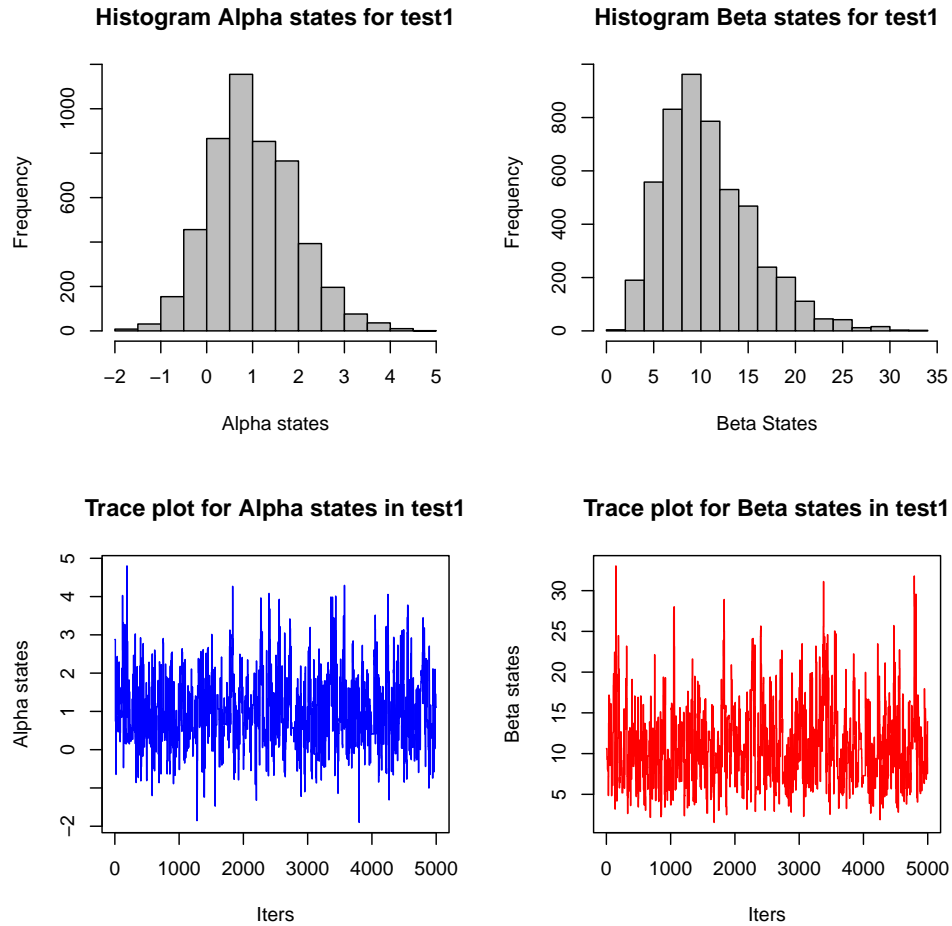 Histogram Alpha states for test1
Frequency
0
200
600
1000
−2 −1 0 1 2 3 4 5
Alpha states
Histogram Beta States for test1
Frequency
0
200
400
600
800
0 5 10 15 20 25 30 35
Beta States
Trace plot for Alpha states in test1
Alpha states
−2
0
1
2
3
4
5
0 1000 2000 3000 4000 5000
Iters
Trace plot for Beta states in test1
Beta states
5
10
15
20
25
30
0 1000 2000 3000 4000 5000
Iters